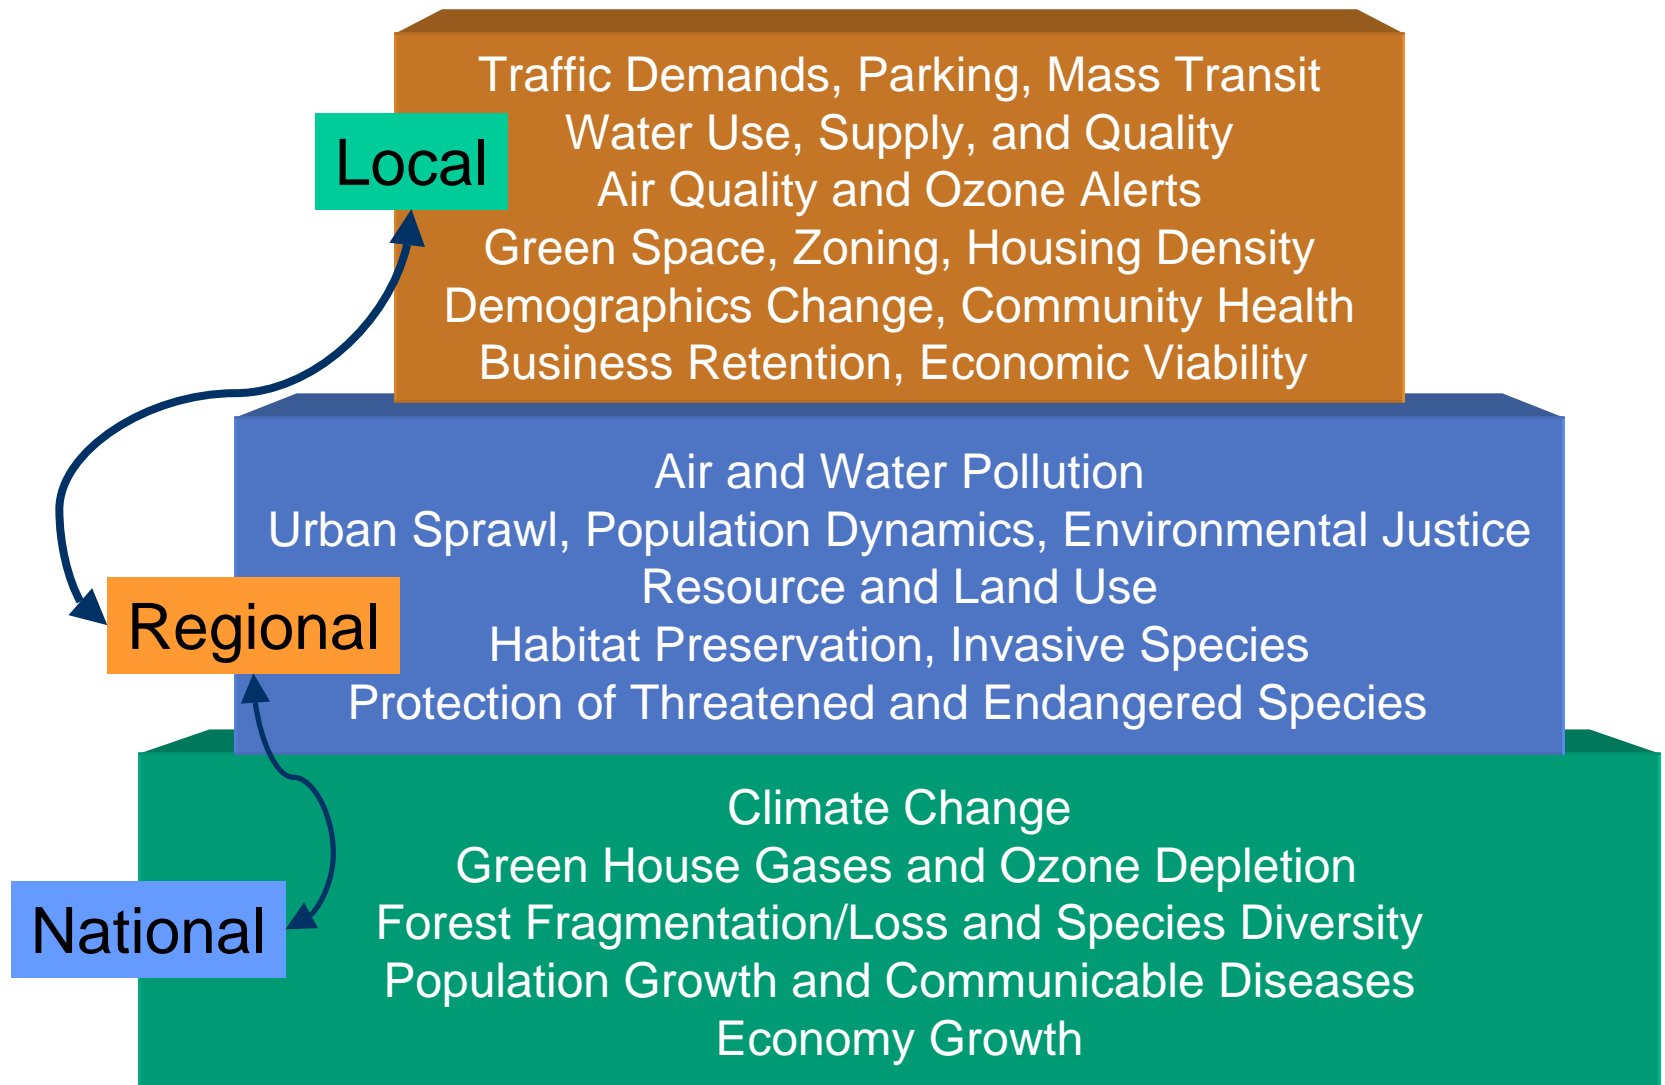 Traffic Demands, Parking, Mass Transit
Water Use, Supply, and Quality
Local
Air Quality and Ozone Alerts
Green Space, Zoning, Housing Density
Demographics Change, Community Health
Business Retention, Economic Viability
Air and Water Pollution
Urban Sprawl, Population Dynamics, Environmental Justice
Resource and Land Use
Regional
Habitat Preservation, Invasive Species
Protection of Threatened and Endangered Species
Climate Change
Green House Gases and Ozone Depletion
Forest Fragmentation/Loss and Species Diversity
National
Population Growth and Communicable Diseases
Economy Growth